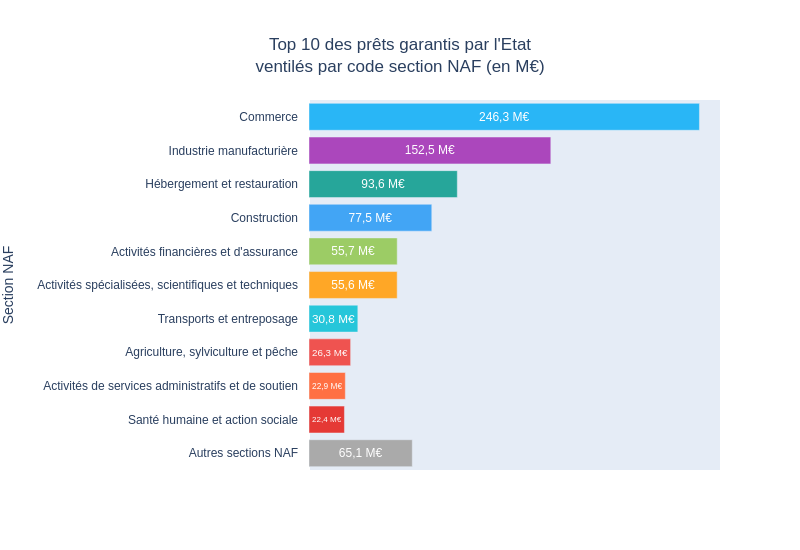 Top 10 des prêts garantis par l'Etat
ventilés par code section NAF (en M€)
Section NAF
Commerce 246,3 M€
Industrie manufacturière 152,5 M€
Hébergement et restauration 93,6 M€
Construction 77,5 M€
Activités financières et d'assurance 55,7 M€
Activités spécialisées, scientifiques et techniques 55,6 M€
Transports et entreposage 30,8 M€
Agriculture, sylviculture et pêche 26,3 M€
Activités de services administratifs et de soutien 22,9 M€
Santé humaine et action sociale 22,4 M€
Autres sections NAF 65,1 M€